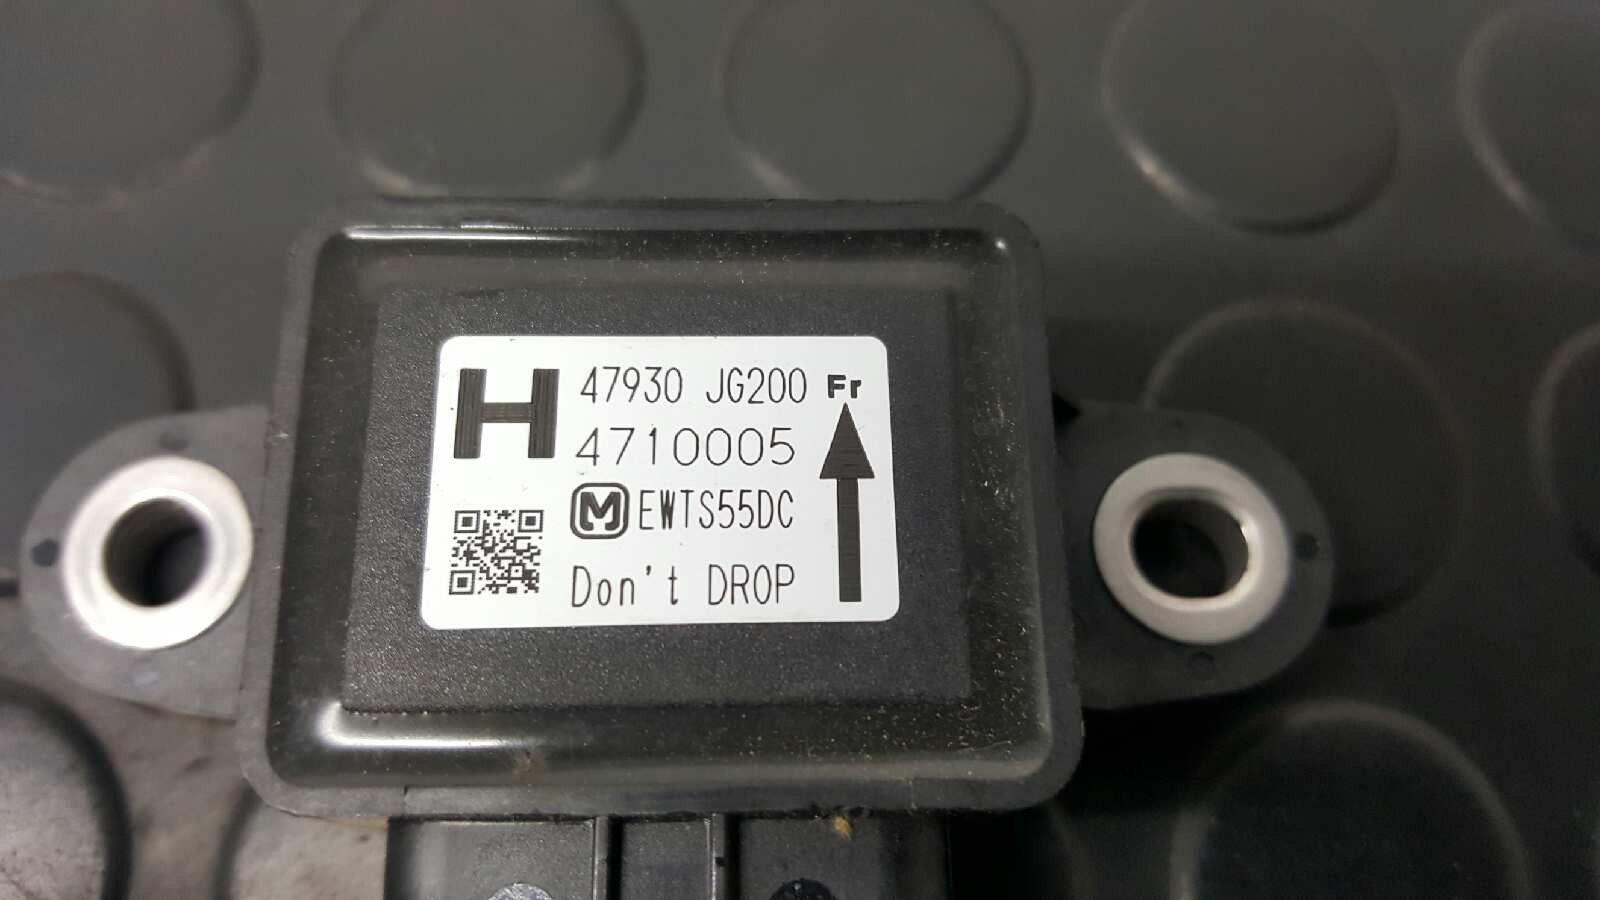 H 47930 JG200 Fr
4710005
M EWTS55DC
Don't DROP